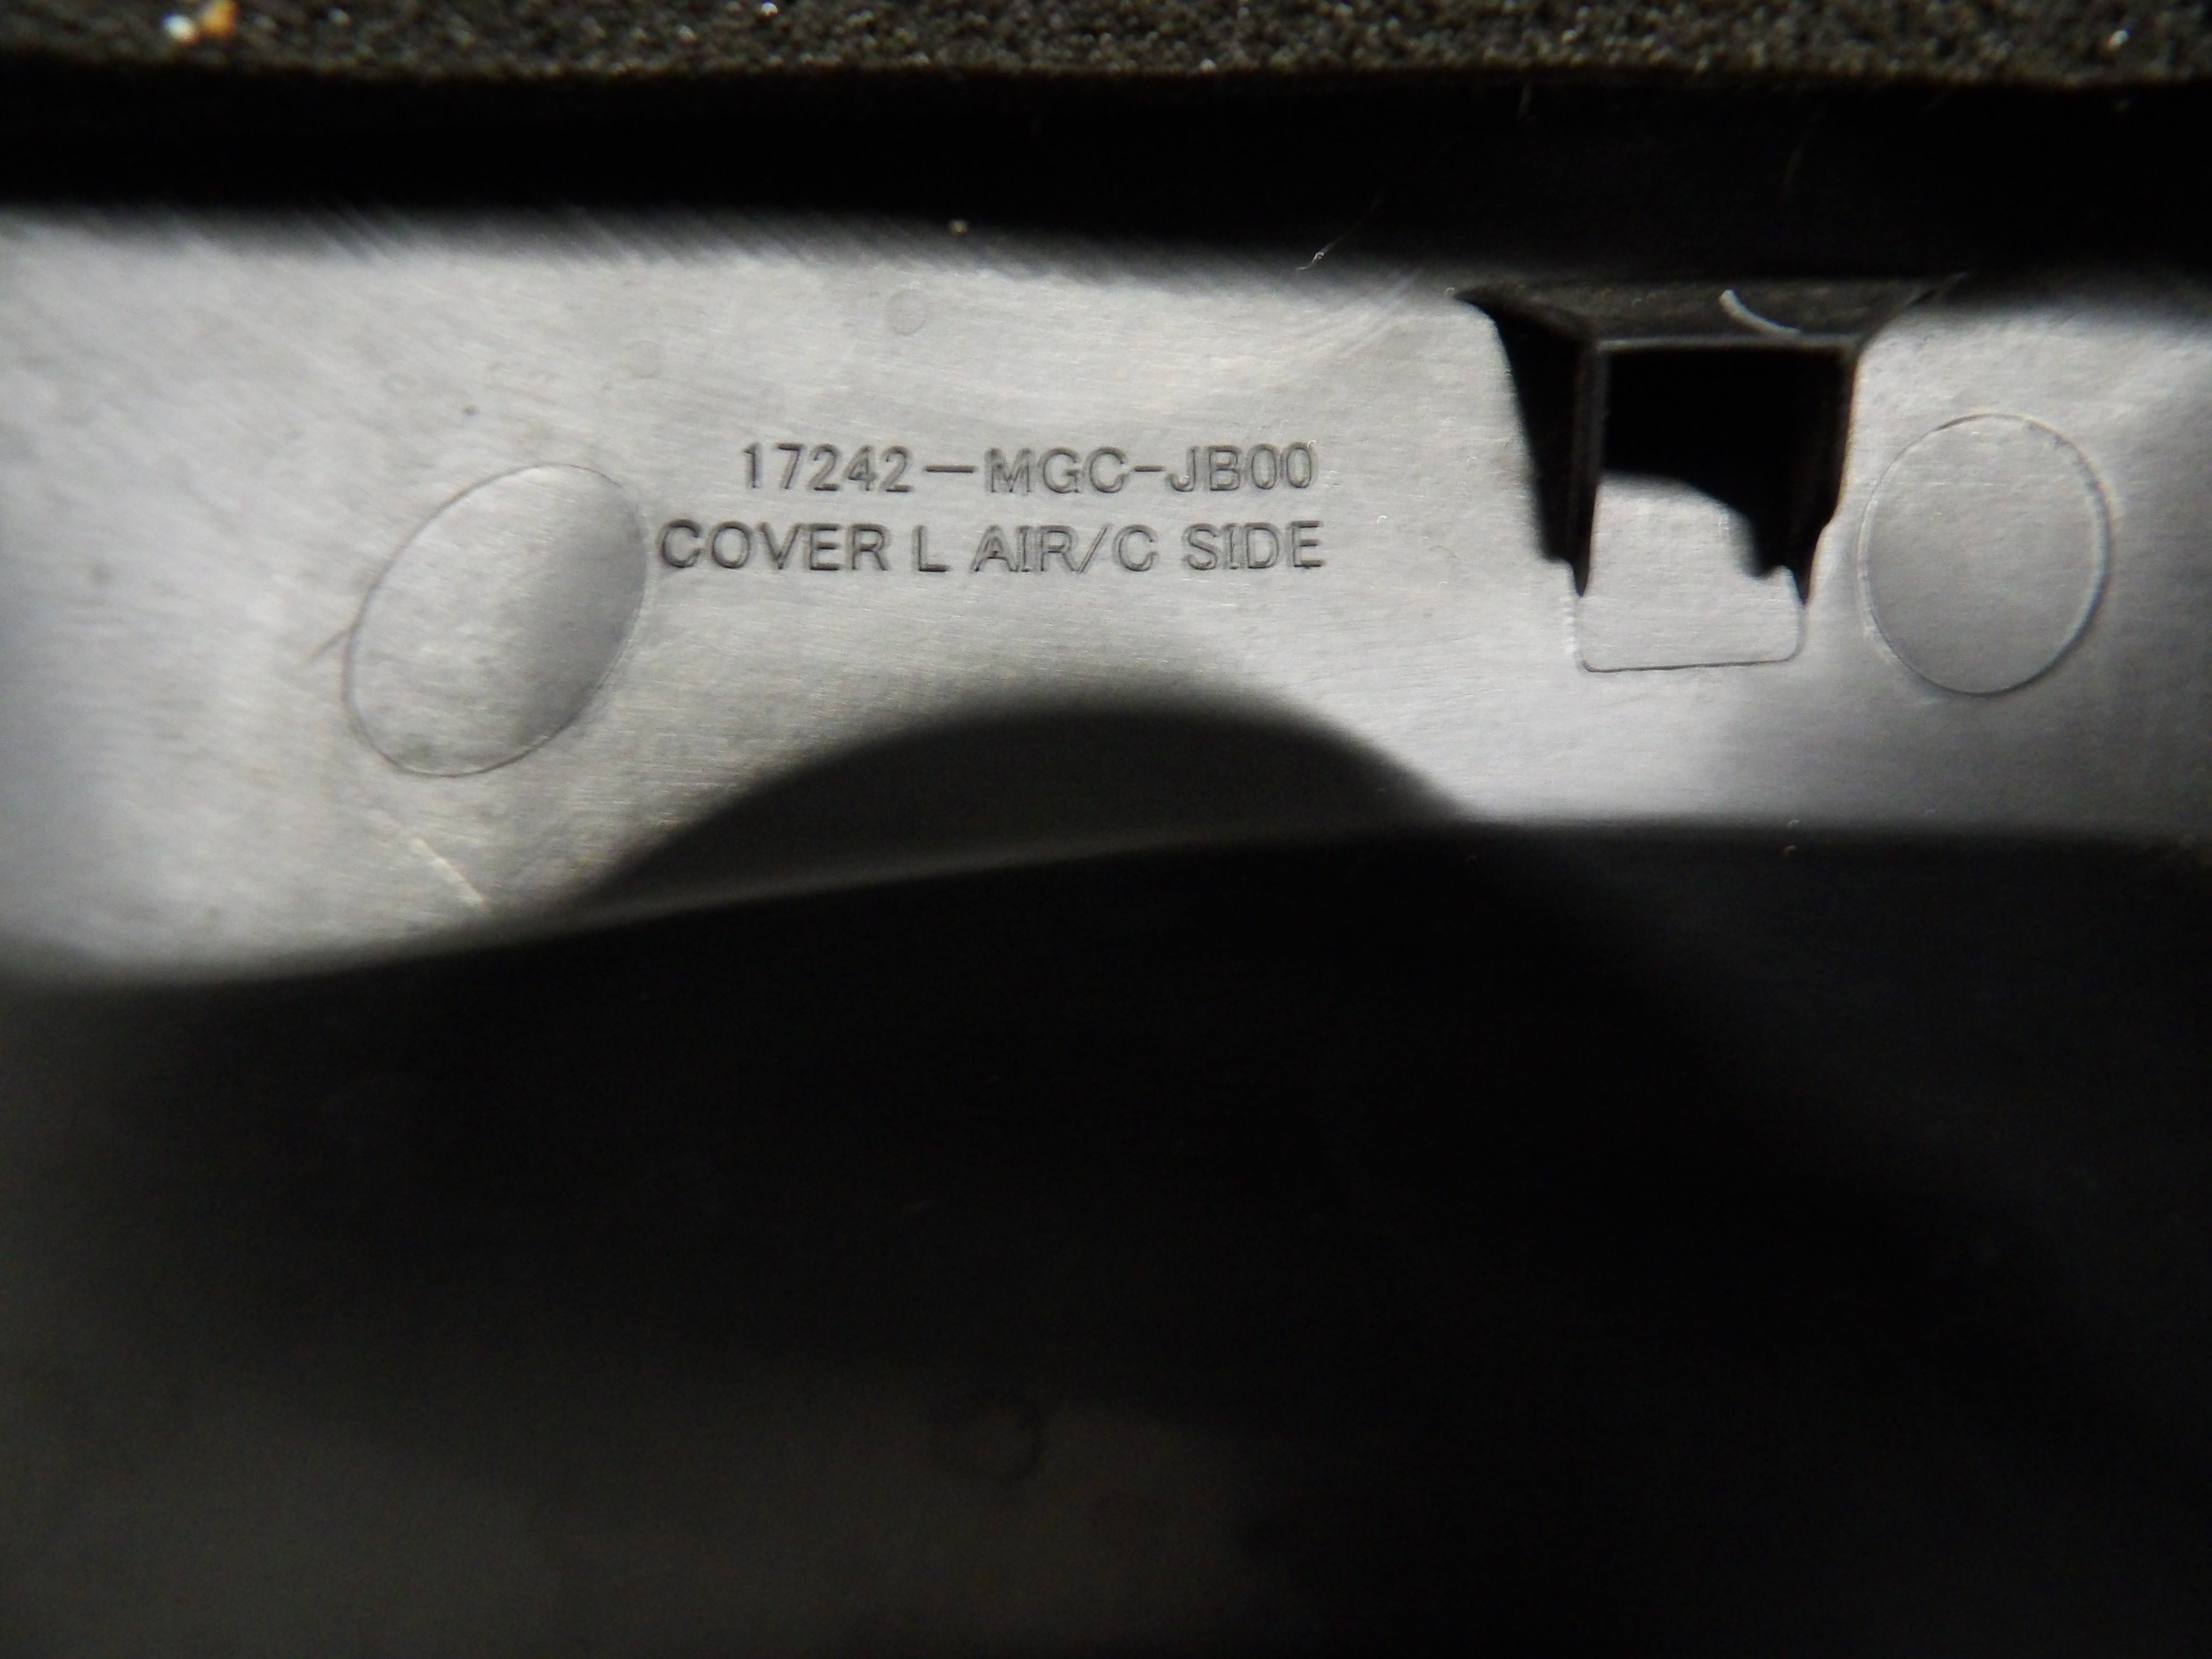 17242-MGC-JB00
COVER L AIR/C SIDE